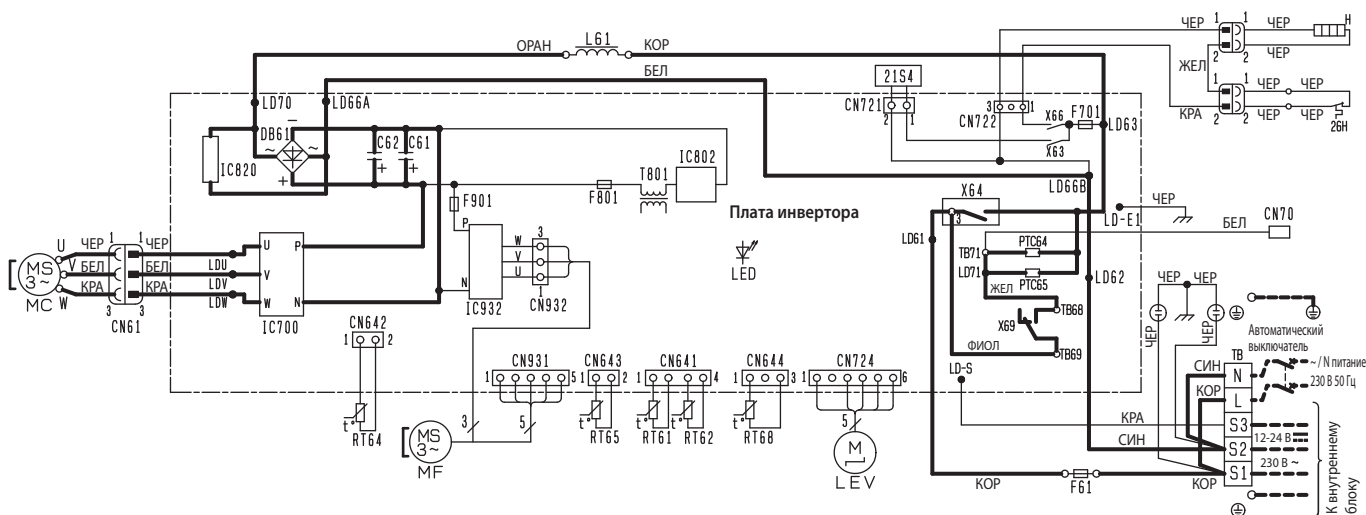 ОРАН L61 КОР
БЕЛ
LD70 LD66A
DB61 −
~ ~
+
IC820
C62 C61
+ +
T801 IC802
F801
F901
21S4
CN721
2 1
3 1
CN722
X66 F701
X63
LD63
LD66B
ЧЕР 1 1 ЧЕР H
ЧЕР
2 2
ЖЕЛ
1 1 ЧЕР ЧЕР
КРА 2 2 ЧЕР ЧЕР
26H
Плата инвертора
LED
X64
3
LD61
LD-E1 ЧЕР
БЕЛ CN70
TB71 PTC64
LD71 PTC65
LD62
ЖЕЛ
TB68
X69
ФИОЛ TB69
LD-S
U ЧЕР 1 1 ЧЕР LDU U P
V БЕЛ БЕЛ LDV V
W КРА КРА LDW W N
3 3
MS
3~
MC
CN61
IC700
P W 3
V
N U 1
IC932 CN932
CN642
1 2
t° RT64
CN931
1 5
3 5
MS
3~
MF
CN643
1 2
t° RT65
CN641
1 4
t° t°
RT61 RT62
CN644
1 3
t° RT68
CN724
1 6
5
M
LEV
ЧЕР ЧЕР
ЧЕР ЧЕР
Автоматический
выключатель
TB
СИН N ~ / N питание
КОР L 230 В 50 Гц
КРА S3
12-24 В
СИН S2
230 В ~
КОР F61 КОР S1
К внутреннему
блоку